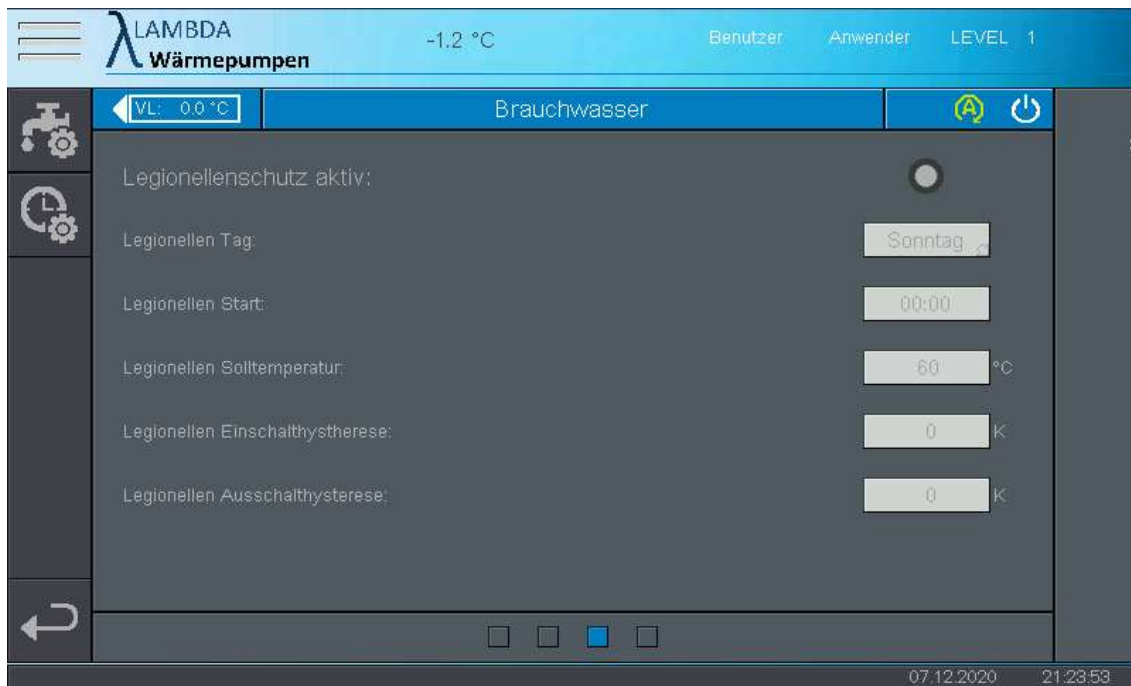 LAMBDA
Wärmepumpen
-1.2 °C
Benutzer Anwender LEVEL 1
VL: 0.0 °C
Brauchwasser
A
Legionellenschutz aktiv:
Legionellen Tag: Sonntag
Legionellen Start: 00:00
Legionellen Solltemperatur: 60 °C
Legionellen Einschalthystherese: 0 K
Legionellen Ausschalthysterese: 0 K
07.12.2020 21:23:53